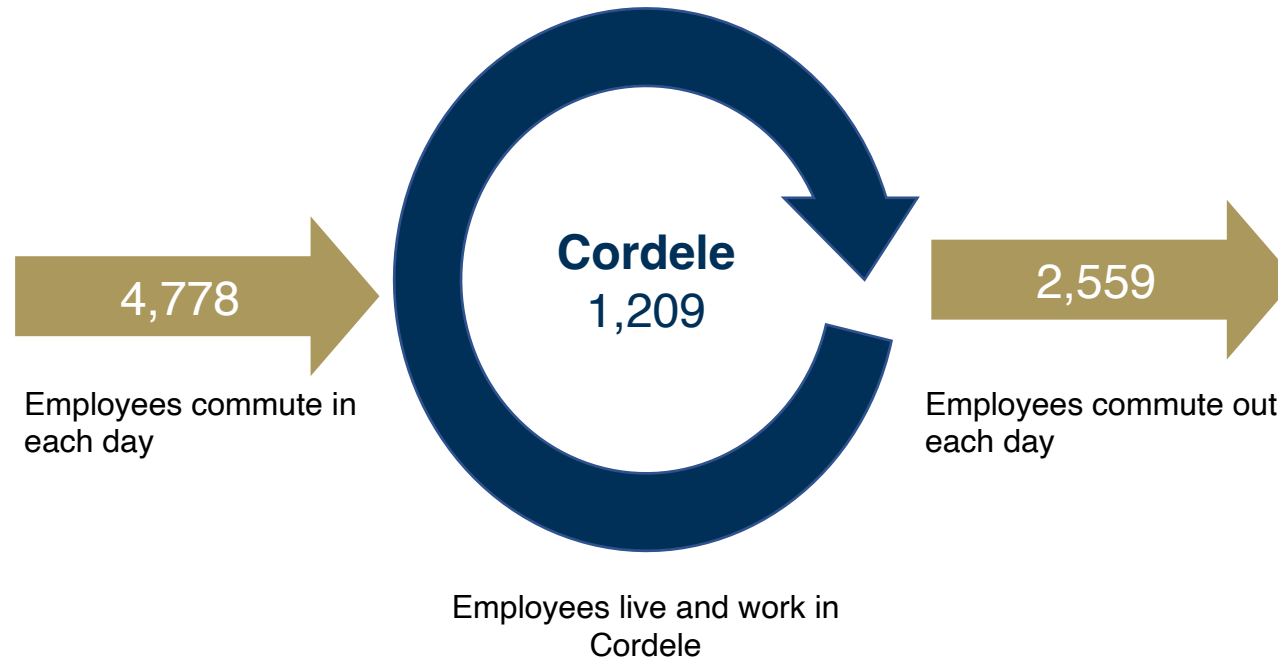 Cordele
1,209
4,778
2,559
Employees commute in
each day
Employees commute out
each day
Employees live and work in
Cordele